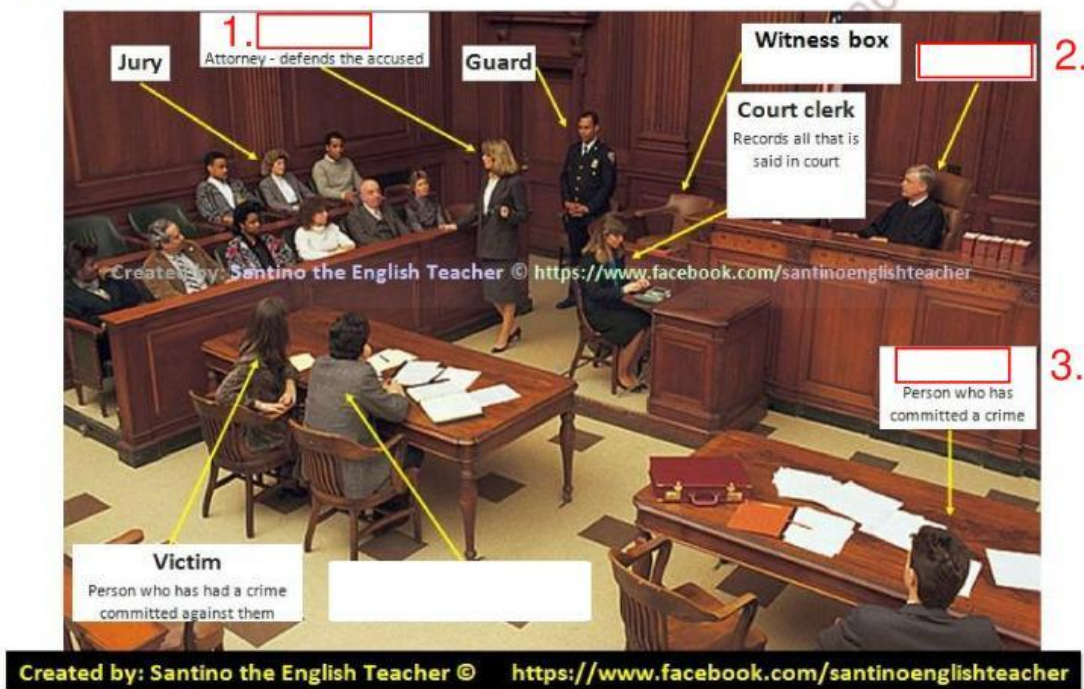 1.
Attorney - defends the accused
Jury
Guard
Witness box
2.
Court clerk
Records all that is
said in court
Created by: Santino the English Teacher © https://www.facebook.com/santinoenglishteacher
3.
Person who has
committed a crime
Victim
Person who has had a crime
committed against them
Created by: Santino the English Teacher © https://www.facebook.com/santinoenglishteacher